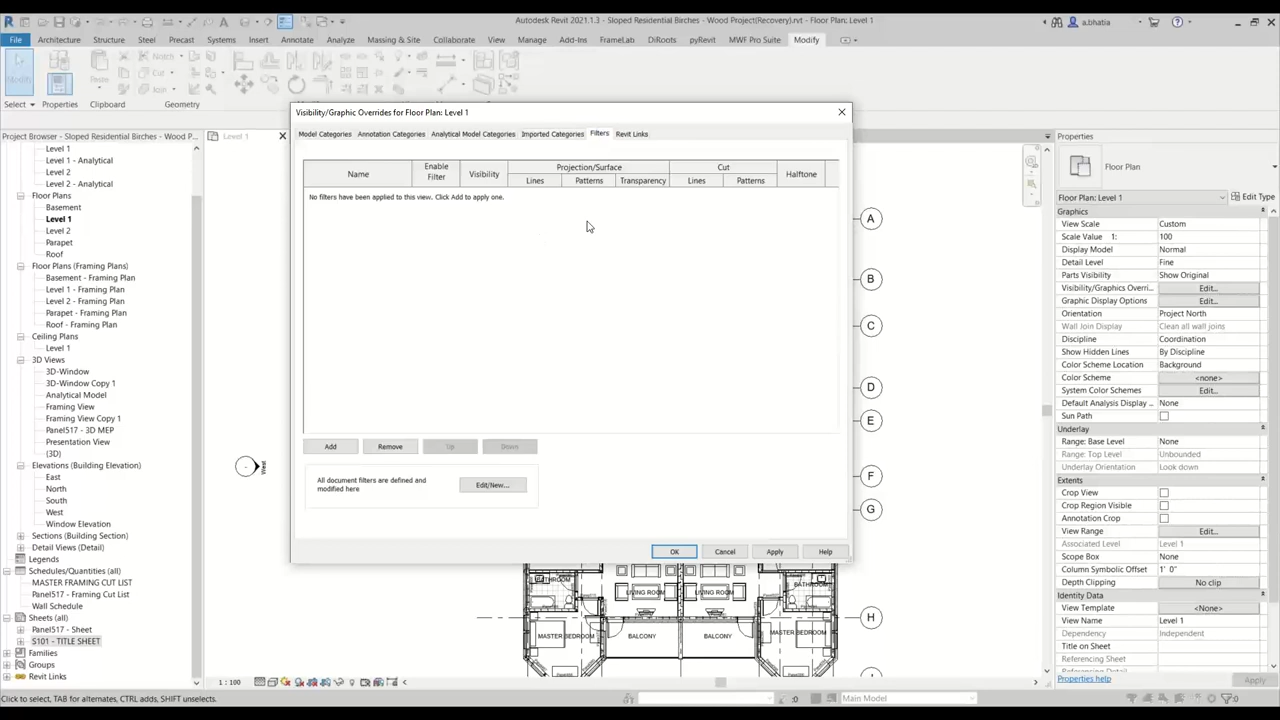 Autodesk Revit 2021.1.3 - Sloped Residential Birches - Wood Project(Recovery).rvt - Floor Plan: Level 1
a.bhatia
File Architecture Structure Steel Precast Systems Insert Annotate Analyze Massing & Site Collaborate View Manage Add-Ins FrameLab DiRoots pyRevit MWF Pro Suite Modify
Modify
Paste
Notch
Cut
Join
Select Properties Clipboard Geometry
Project Browser - Sloped Residential Birches - Wood P...
Level 1
Level 1 - Analytical
Level 2
Level 2 - Analytical
Floor Plans
Basement
Level 1
Level 2
Parapet
Roof
Floor Plans (Framing Plans)
Basement - Framing Plan
Level 1 - Framing Plan
Level 2 - Framing Plan
Parapet - Framing Plan
Roof - Framing Plan
Ceiling Plans
Level 1
3D Views
3D-Window
3D-Window Copy 1
Analytical Model
Framing View
Framing View Copy 1
Panel517 - 3D MEP
Presentation View
{3D}
Elevations (Building Elevation)
East
North
South
West
Window Elevation
Sections (Building Section)
Detail Views (Detail)
Legends
Schedules/Quantities (all)
MASTER FRAMING CUT LIST
Panel517 - Framing Cut List
Wall Schedule
Sheets (all)
Panel517 - Sheet
S101 - TITLE SHEET
Families
Groups
Revit Links
Level 1
Visibility/Graphic Overrides for Floor Plan: Level 1
Model Categories Annotation Categories Analytical Model Categories Imported Categories Filters Revit Links
Name Enable Filter Visibility Projection/Surface Cut Halftone
Lines Patterns Transparency Lines Patterns
No filters have been applied to this view. Click Add to apply one.
Add Remove Up Down
All document filters are defined and
modified here
Edit/New...
OK Cancel Apply Help
West
A
B
C
D
E
F
G
H
BATHROOM LIVING ROOM LIVING ROOM BATHROOM
MASTER BEDROOM BALCONY BALCONY MASTER BEDROOM
1 : 100
Properties
Floor Plan
Floor Plan: Level 1 Edit Type
Graphics
View Scale Custom
Scale Value 1: 100
Display Model Normal
Detail Level Fine
Parts Visibility Show Original
Visibility/Graphics Overri... Edit...
Graphic Display Options Edit...
Orientation Project North
Wall Join Display Clean all wall joins
Discipline Coordination
Show Hidden Lines By Discipline
Color Scheme Location Background
Color Scheme <none>
System Color Schemes Edit...
Default Analysis Display ... None
Sun Path
Underlay
Range: Base Level None
Range: Top Level Unbounded
Underlay Orientation Look down
Extents
Crop View
Crop Region Visible
Annotation Crop
View Range Edit...
Associated Level Level 1
Scope Box None
Column Symbolic Offset 1' 0"
Depth Clipping No clip
Identity Data
View Template <None>
View Name Level 1
Dependency Independent
Title on Sheet
Referencing Sheet
Properties help Apply
Click to select, TAB for alternates, CTRL adds, SHIFT unselects.
:0
Main Model
:0